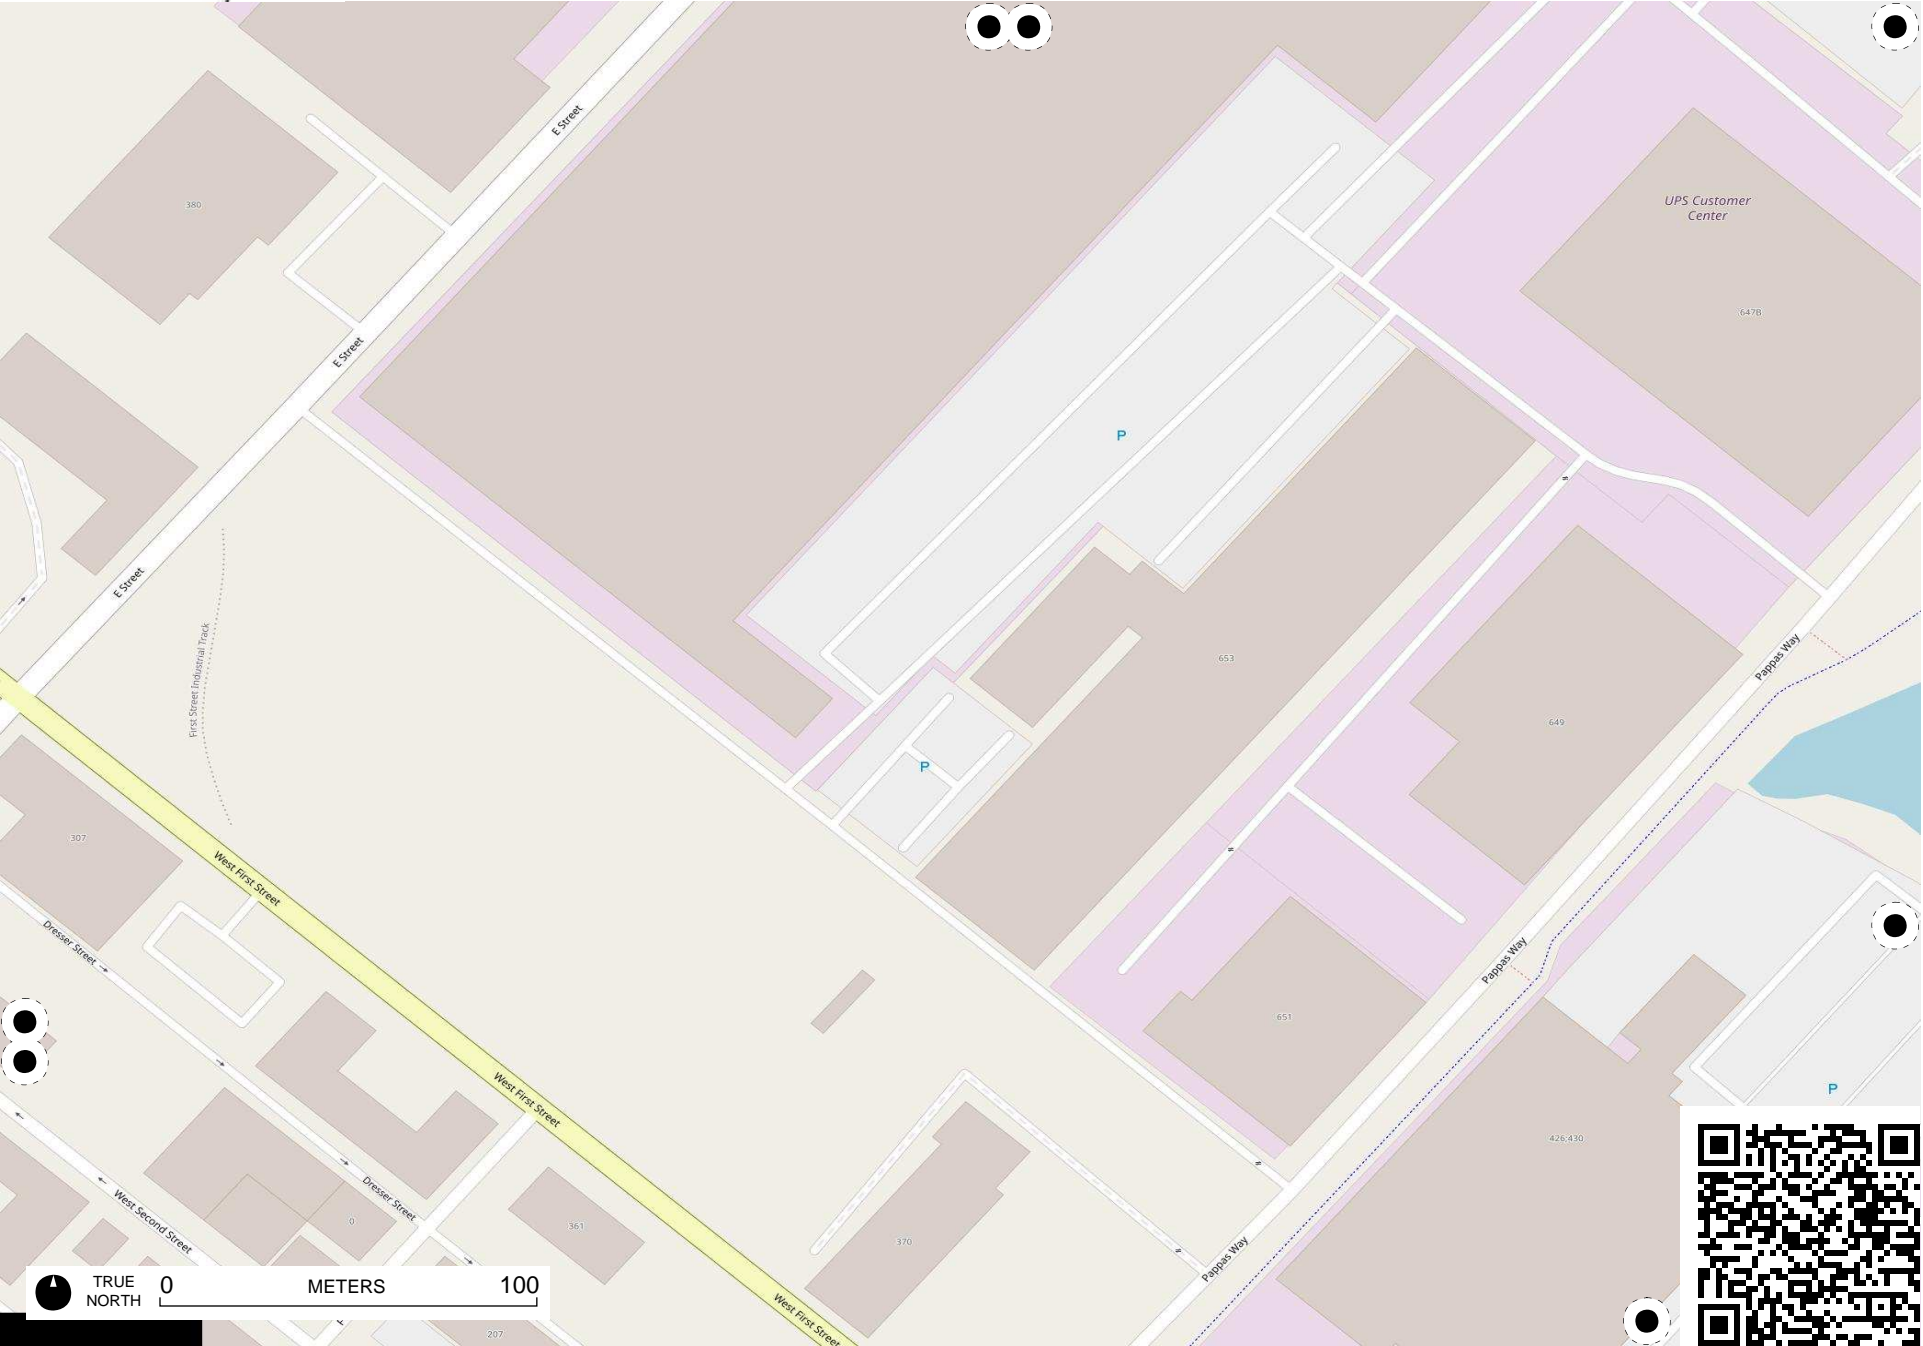 E Street
380
UPS Customer
Center
647B
E Street
P
E Street
First Street Industrial Track
653
Pappas Way
649
P
307
West First Street
Dresser Street
Pappas Way
651
P
West First Street
426;430
Dresser Street
West Second Street
0
361
370
Pappas Way
TRUE
NORTH
0 METERS 100
West First Street
207